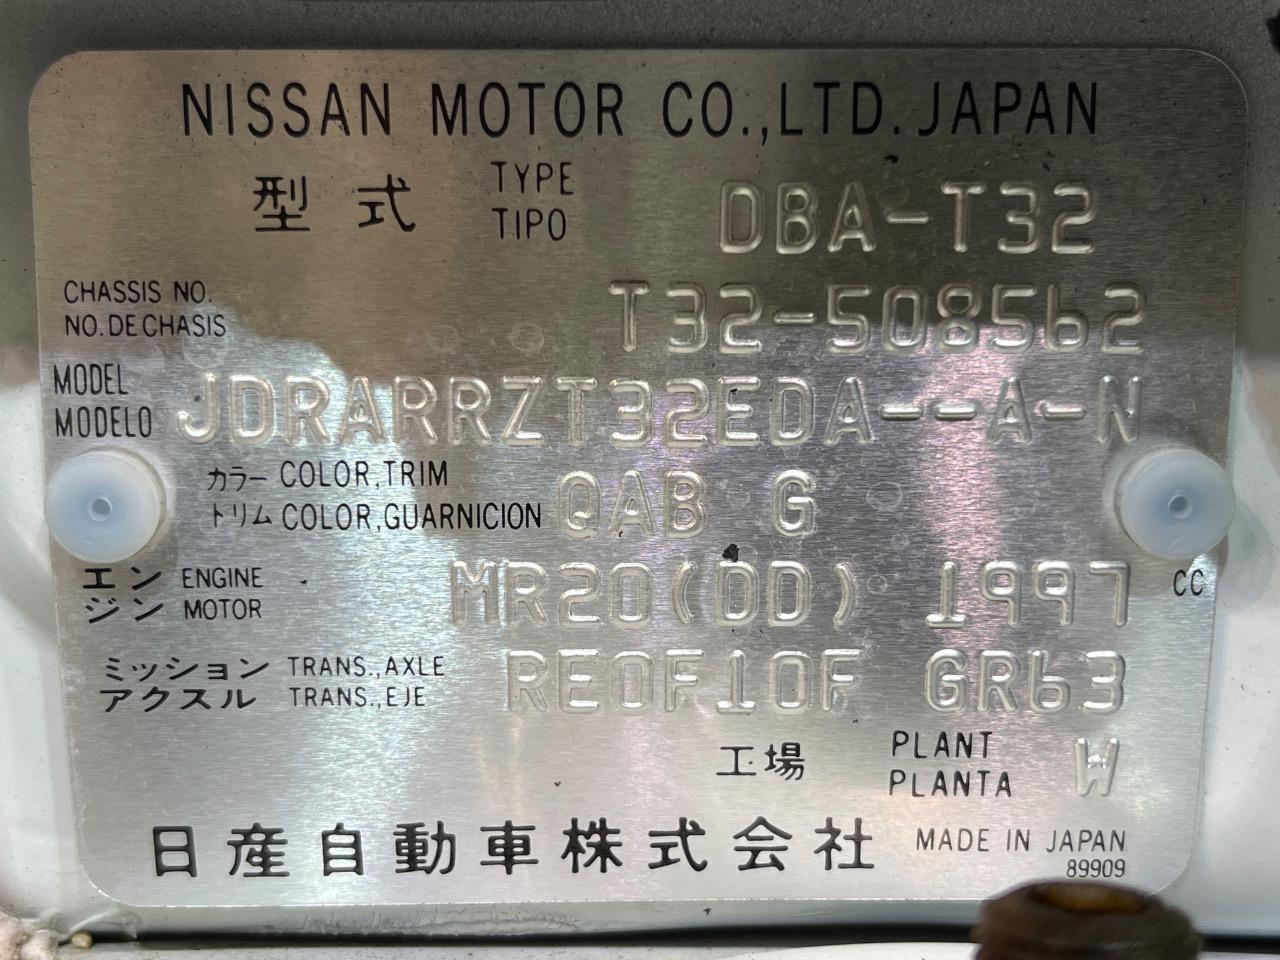 NISSAN MOTOR CO.,LTD. JAPAN
型式 TYPE DBA-T32
TIPO
CHASSIS NO. T32-508562
NO. DE CHASIS
MODEL JDRARRZT32EDA--A-N
MODELO
カラー COLOR,TRIM QAB G
トリム COLOR,GUARNICION
エン ENGINE MR20(DD) 1997 CC
ジン MOTOR
ミッション TRANS.,AXLE RE0F10F GR63
アクスル TRANS.,EJE
工場 PLANT W
PLANTA
日産自動車株式会社 MADE IN JAPAN
89909